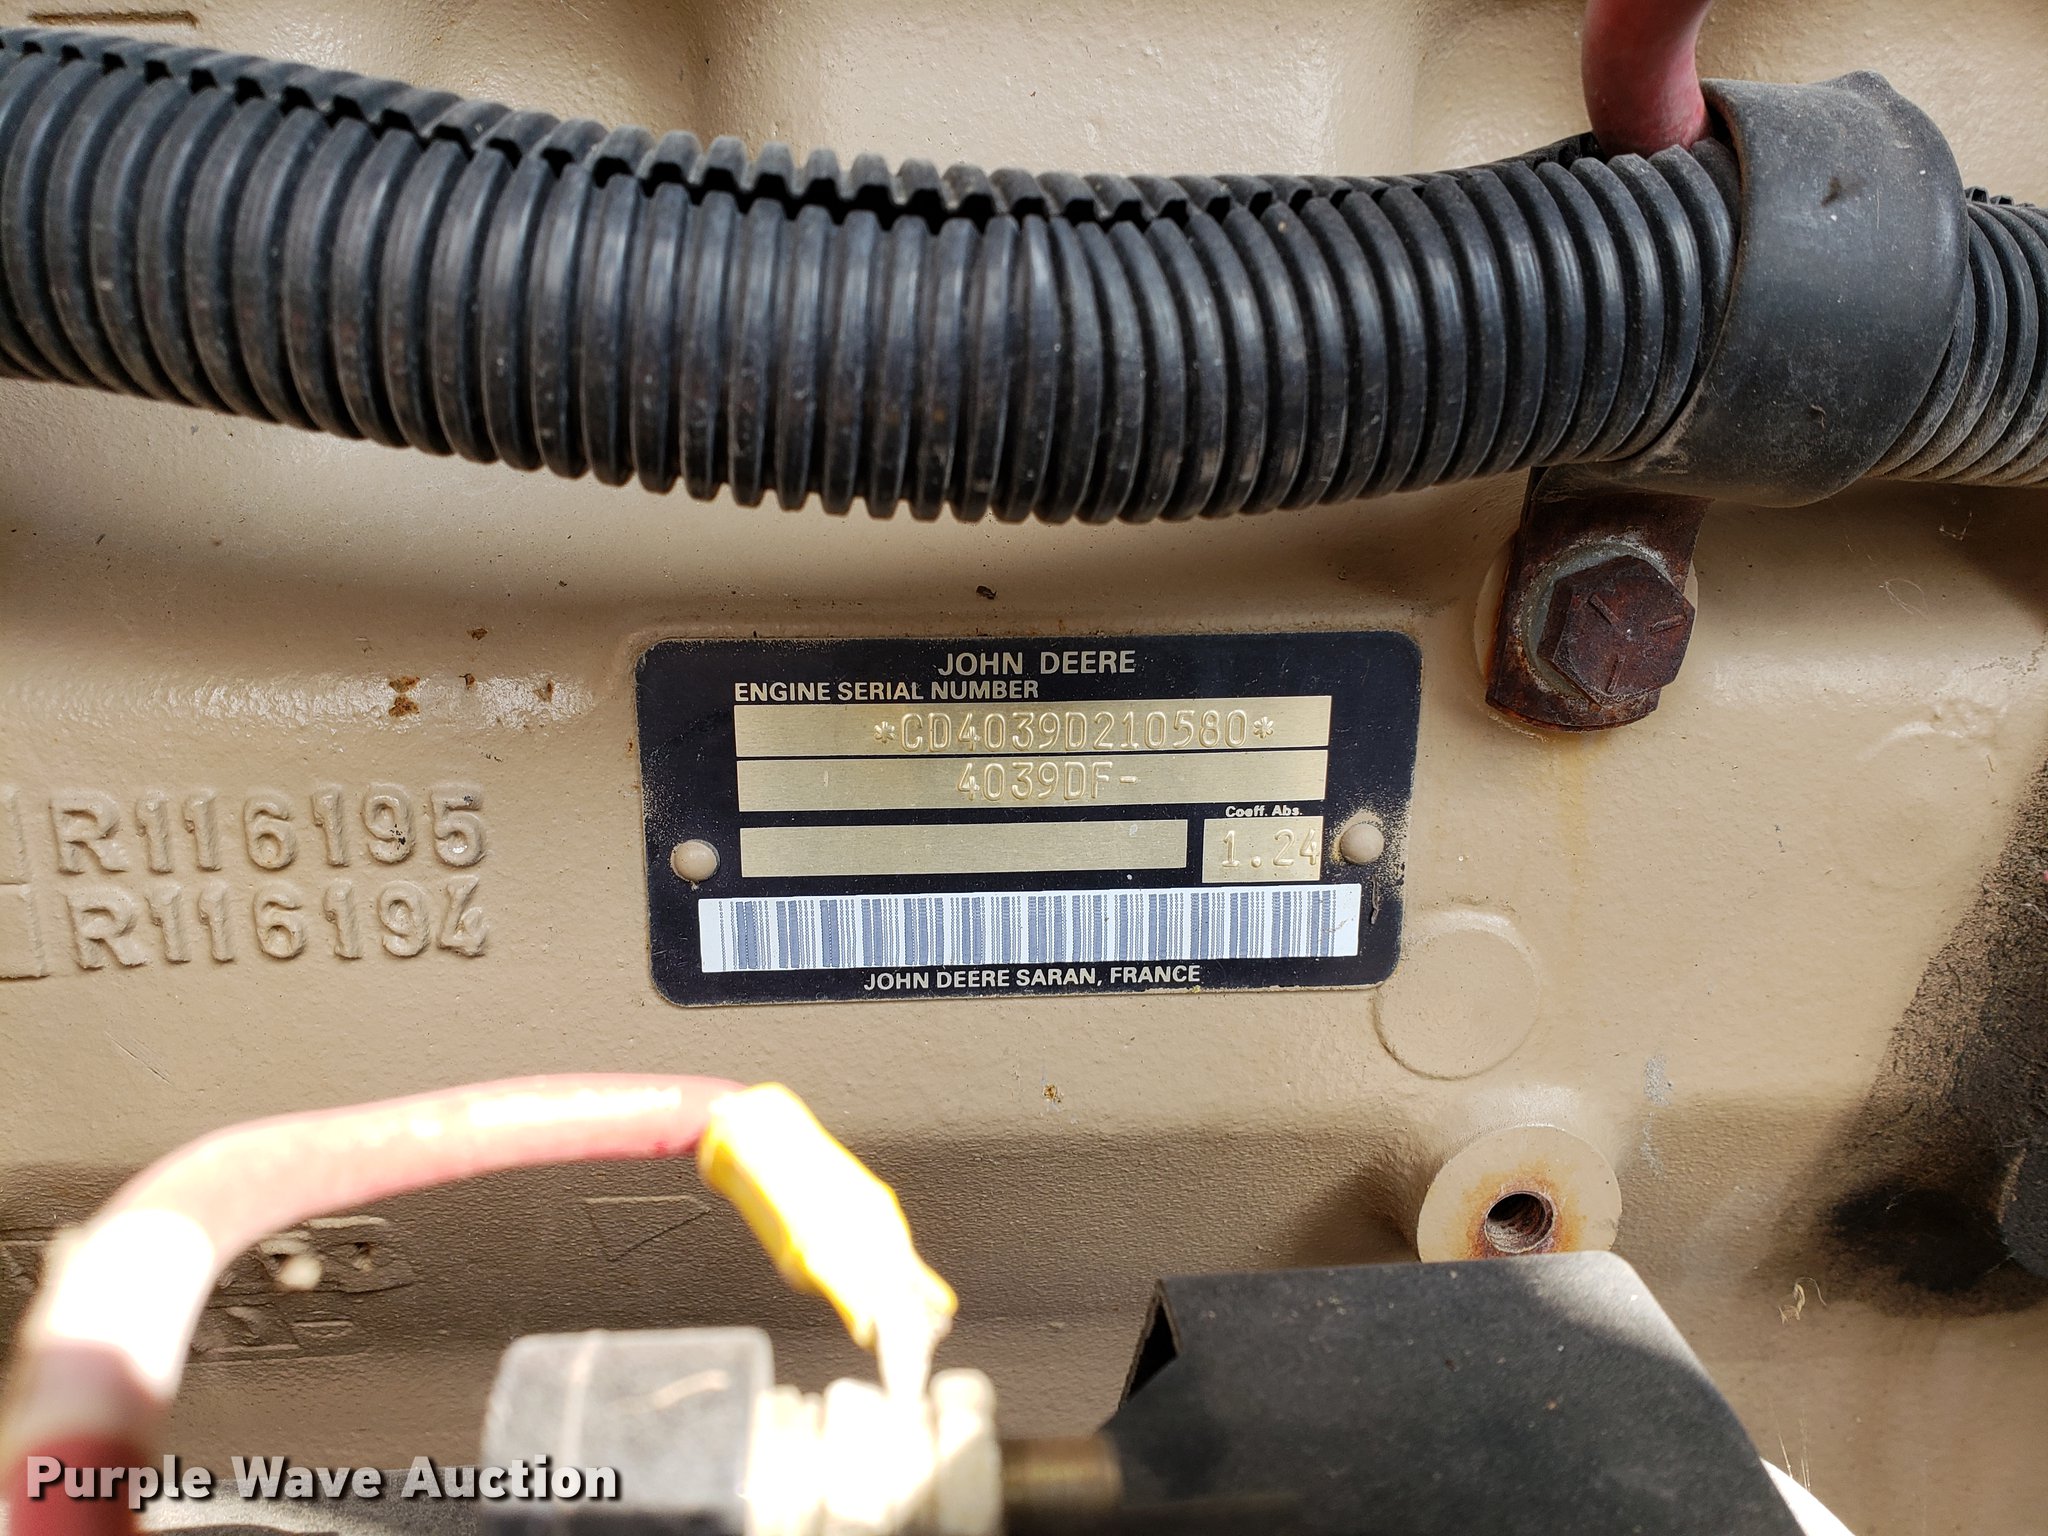 JOHN DEERE
ENGINE SERIAL NUMBER
*CD4039D210580*
4039DF-
Coeff. Abs.
1.24
R116195
R116194
JOHN DEERE SARAN, FRANCE
Purple Wave Auction